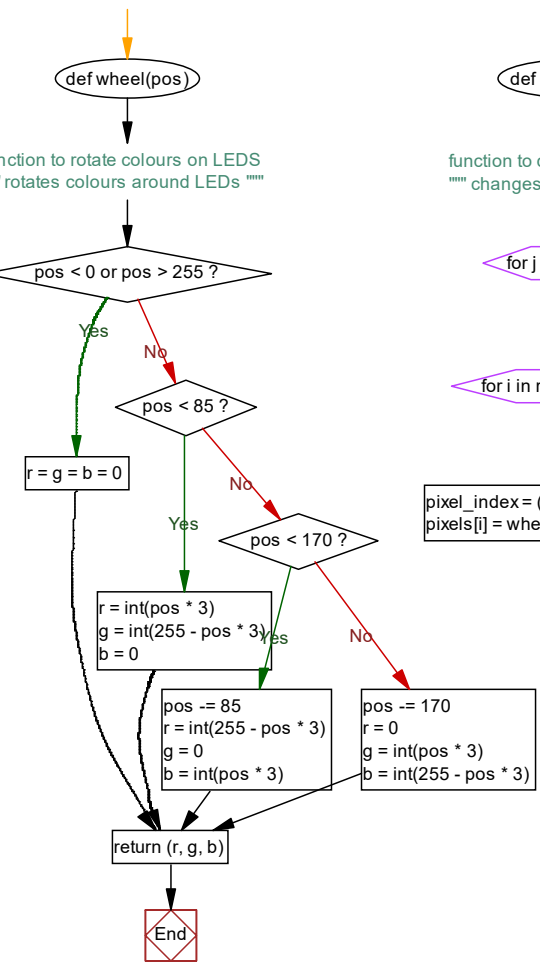 def wheel(pos)
def
nction to rotate colours on LEDS
rotates colours around LEDs """
function to
""" changes
pos < 0 or pos > 255 ?
for j
Yes
No
for i in
pos < 85 ?
r = g = b = 0
No
pixel_index = (
pixels[i] = whe
Yes
pos < 170 ?
r = int(pos * 3)
g = int(255 - pos * 3)
b = 0
Yes
No
pos -= 85
r = int(255 - pos * 3)
g = 0
b = int(pos * 3)
pos -= 170
r = 0
g = int(pos * 3)
b = int(255 - pos * 3)
return (r, g, b)
End